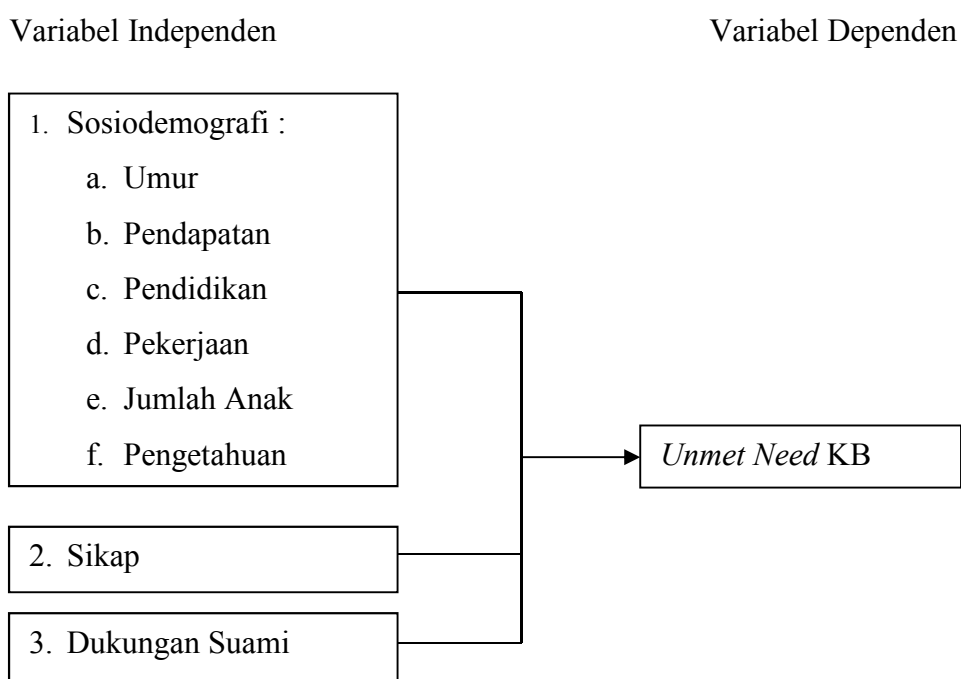 Variabel Independen
Variabel Dependen
1. Sosiodemografi :
a. Umur
b. Pendapatan
c. Pendidikan
d. Pekerjaan
e. Jumlah Anak
f. Pengetahuan
Unmet Need KB
2. Sikap
3. Dukungan Suami